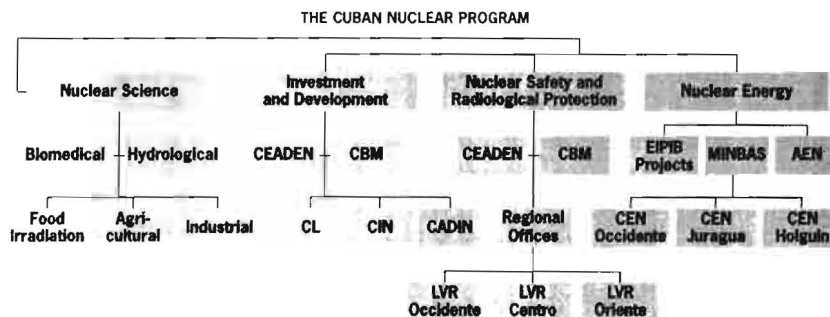 THE CUBAN NUCLEAR PROGRAM
Nuclear Science
Investment
and Development
Nuclear Safety and
Radiological Protection
Nuclear Energy
Biomedical
Hydrological
CEADEN
CBM
CEADEN
CBM
EIPIB
Projects
MINBAS
AEN
Food
Irradiation
Agri-
cultural
Industrial
CL
CIN
CADIN
Regional
Offices
CEN
Occidente
CEN
Juragua
CEN
Holguin
LVR
Occidente
LVR
Centro
LVR
Oriente